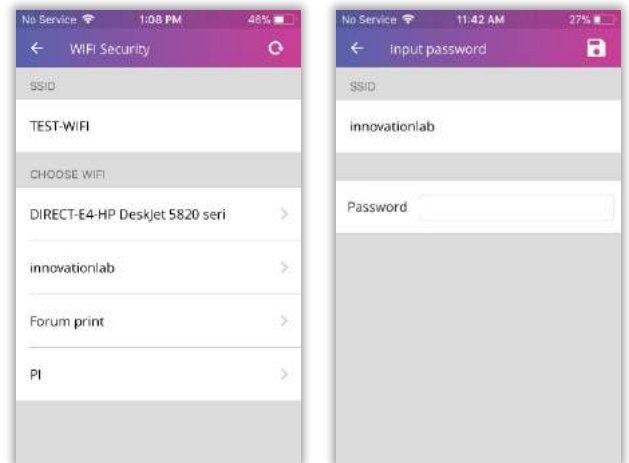 No Service 1:08 PM 46%
WIFI Security
SSID
TEST-WIFI
CHOOSE WIFI
DIRECT-E4-HP DeskJet 5820 seri
innovationlab
Forum print
PI
No Service 11:42 AM 27%
Input password
SSID
innovationlab
Password